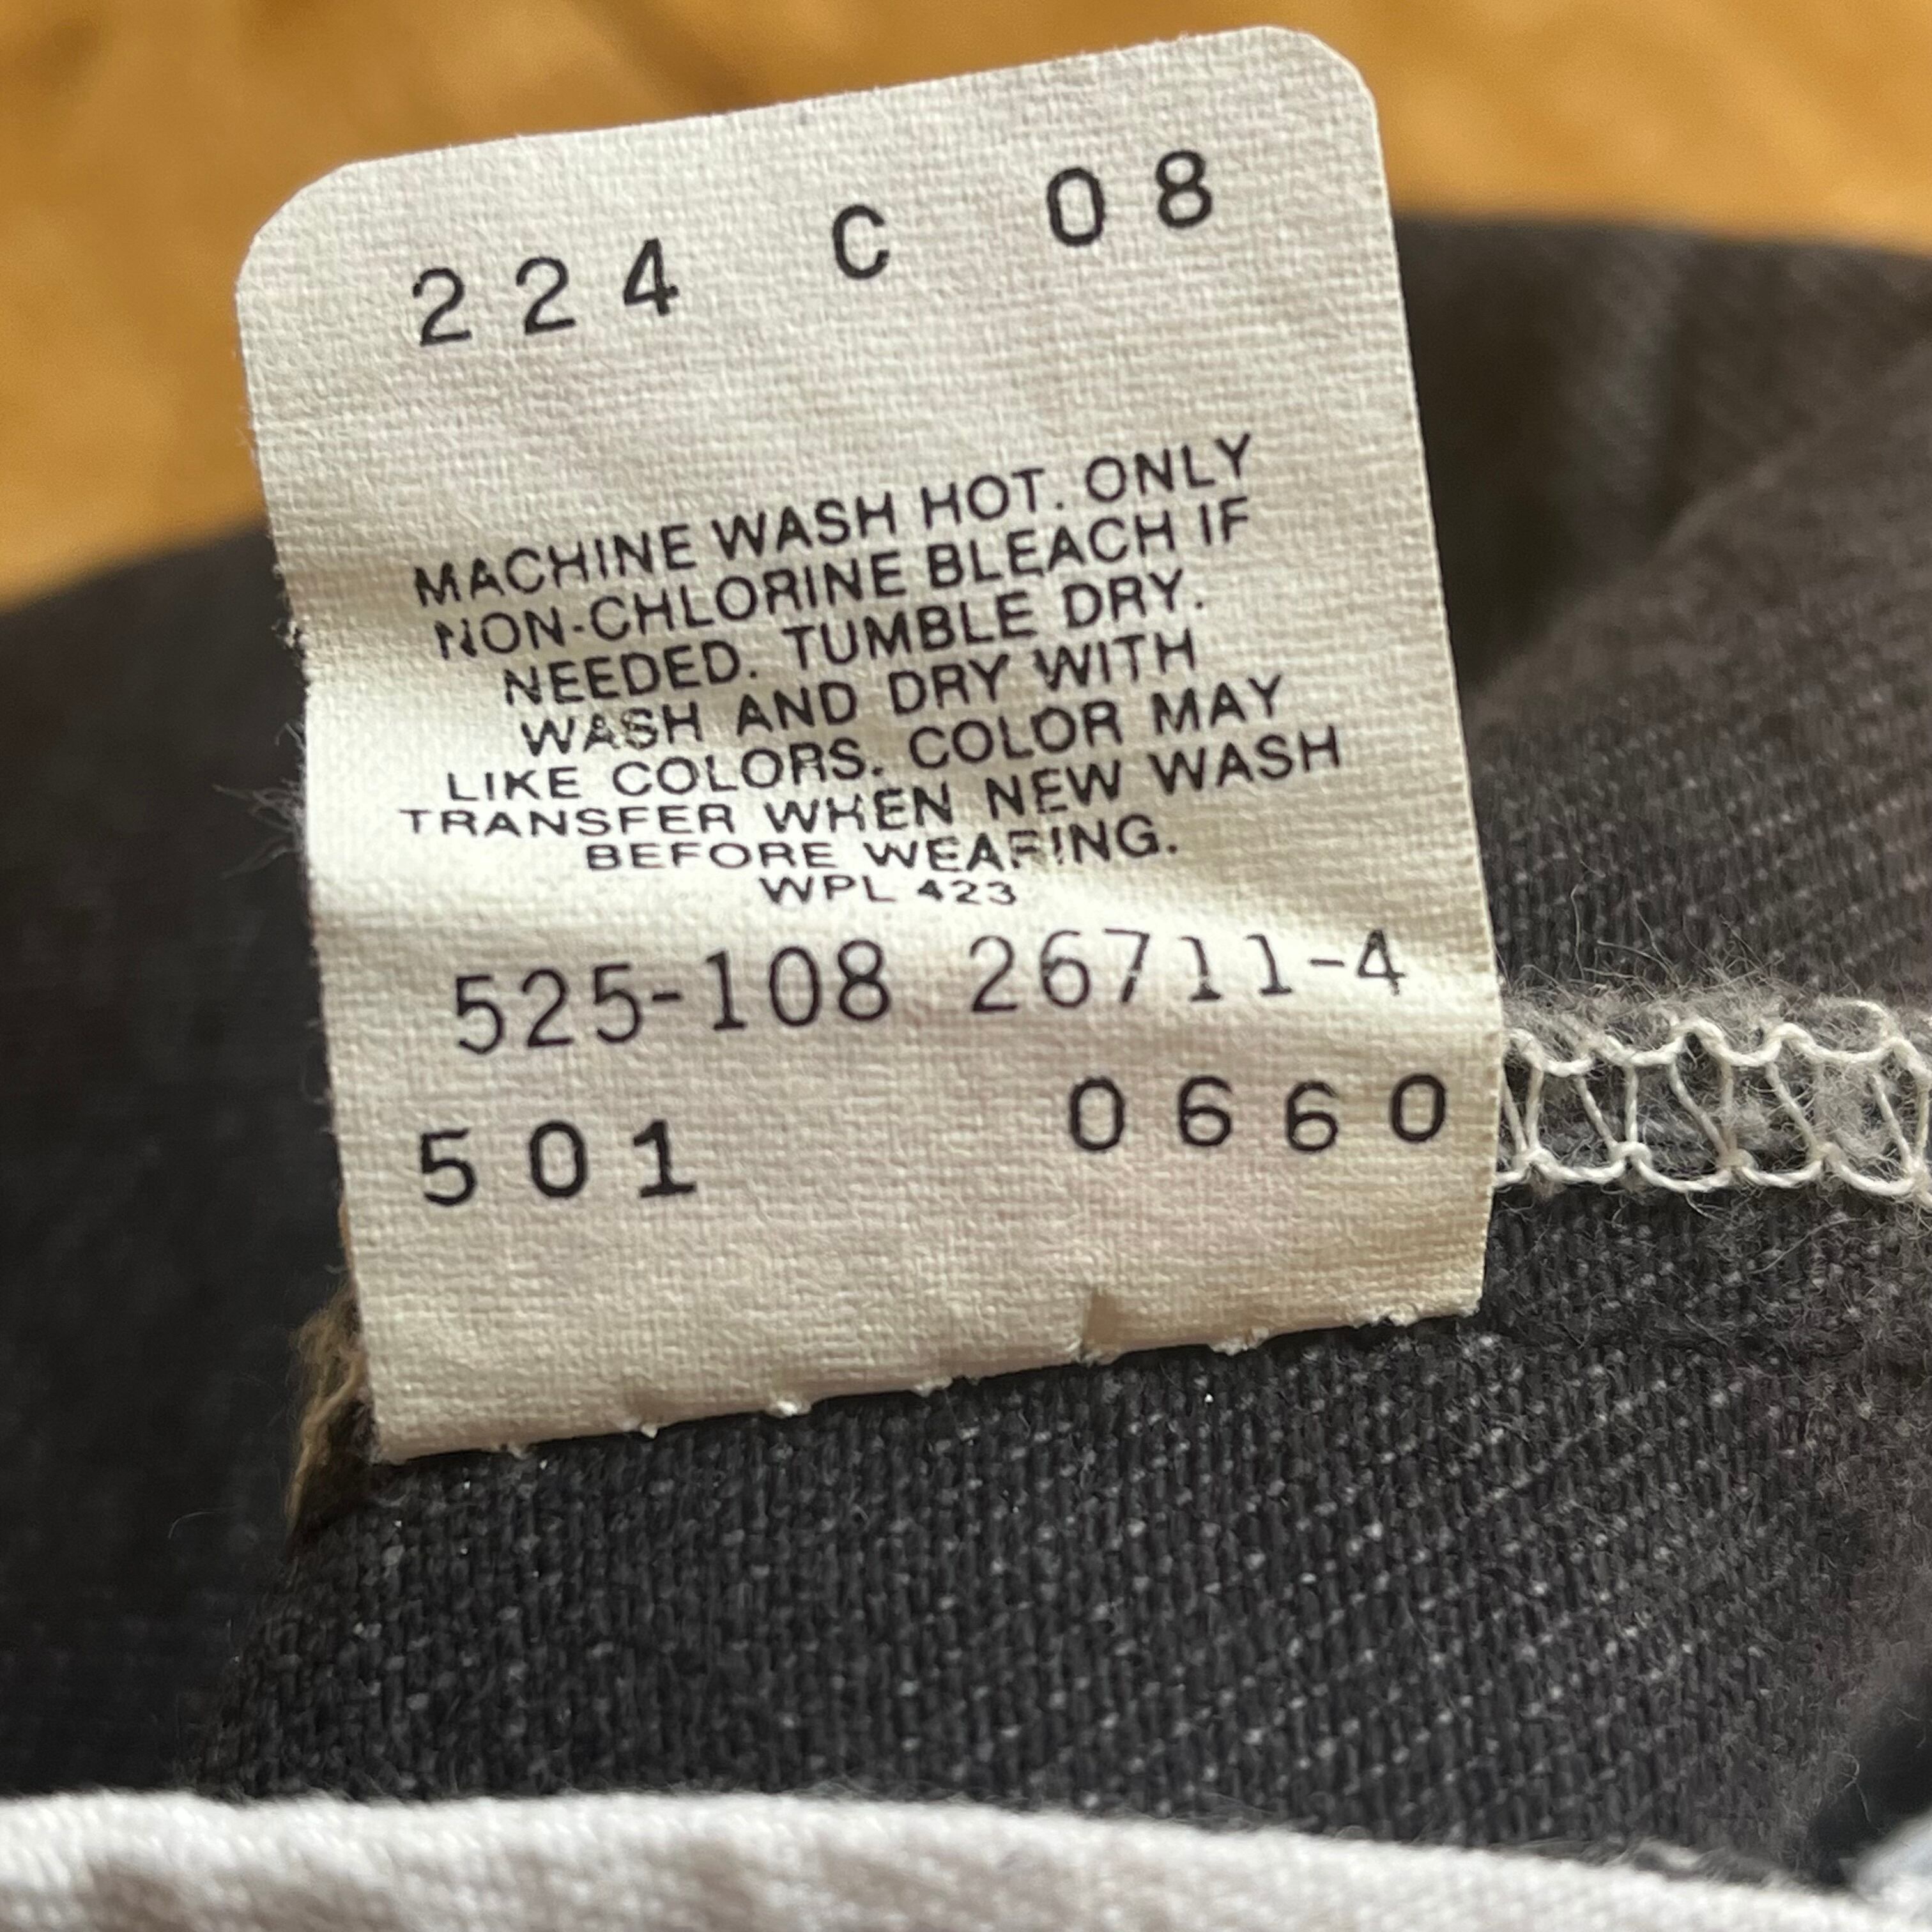 224 C 08
MACHINE WASH HOT. ONLY
NON-CHLORINE BLEACH IF
NEEDED. TUMBLE DRY.
WASH AND DRY WITH
LIKE COLORS. COLOR MAY
TRANSFER WHEN NEW WASH
BEFORE WEARING.
WPL 423
525-108 26711-4
501 0660